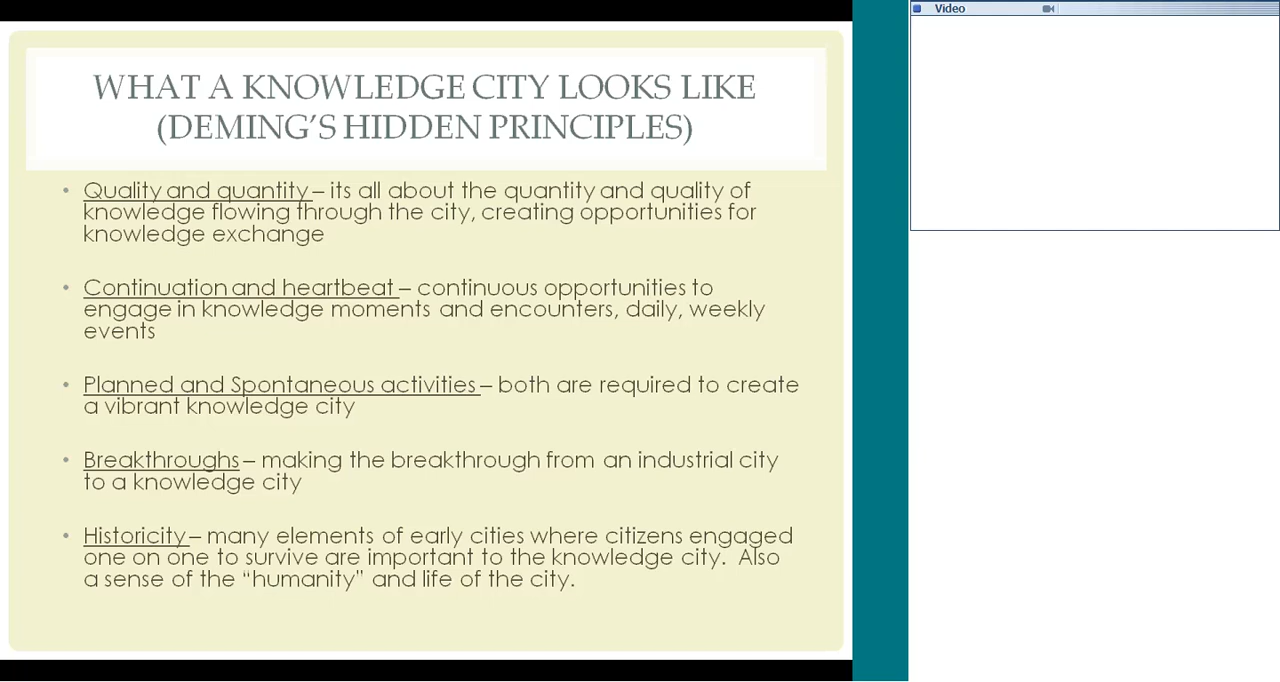 WHAT A KNOWLEDGE CITY LOOKS LIKE
(DEMING'S HIDDEN PRINCIPLES)
• Quality and quantity – its all about the quantity and quality of
knowledge flowing through the city, creating opportunities for
knowledge exchange
• Continuation and heartbeat – continuous opportunities to
engage in knowledge moments and encounters, daily, weekly
events
• Planned and Spontaneous activities – both are required to create
a vibrant knowledge city
• Breakthroughs – making the breakthrough from an industrial city
to a knowledge city
• Historicity – many elements of early cities where citizens engaged
one on one to survive are important to the knowledge city. Also
a sense of the “humanity” and life of the city.
Video